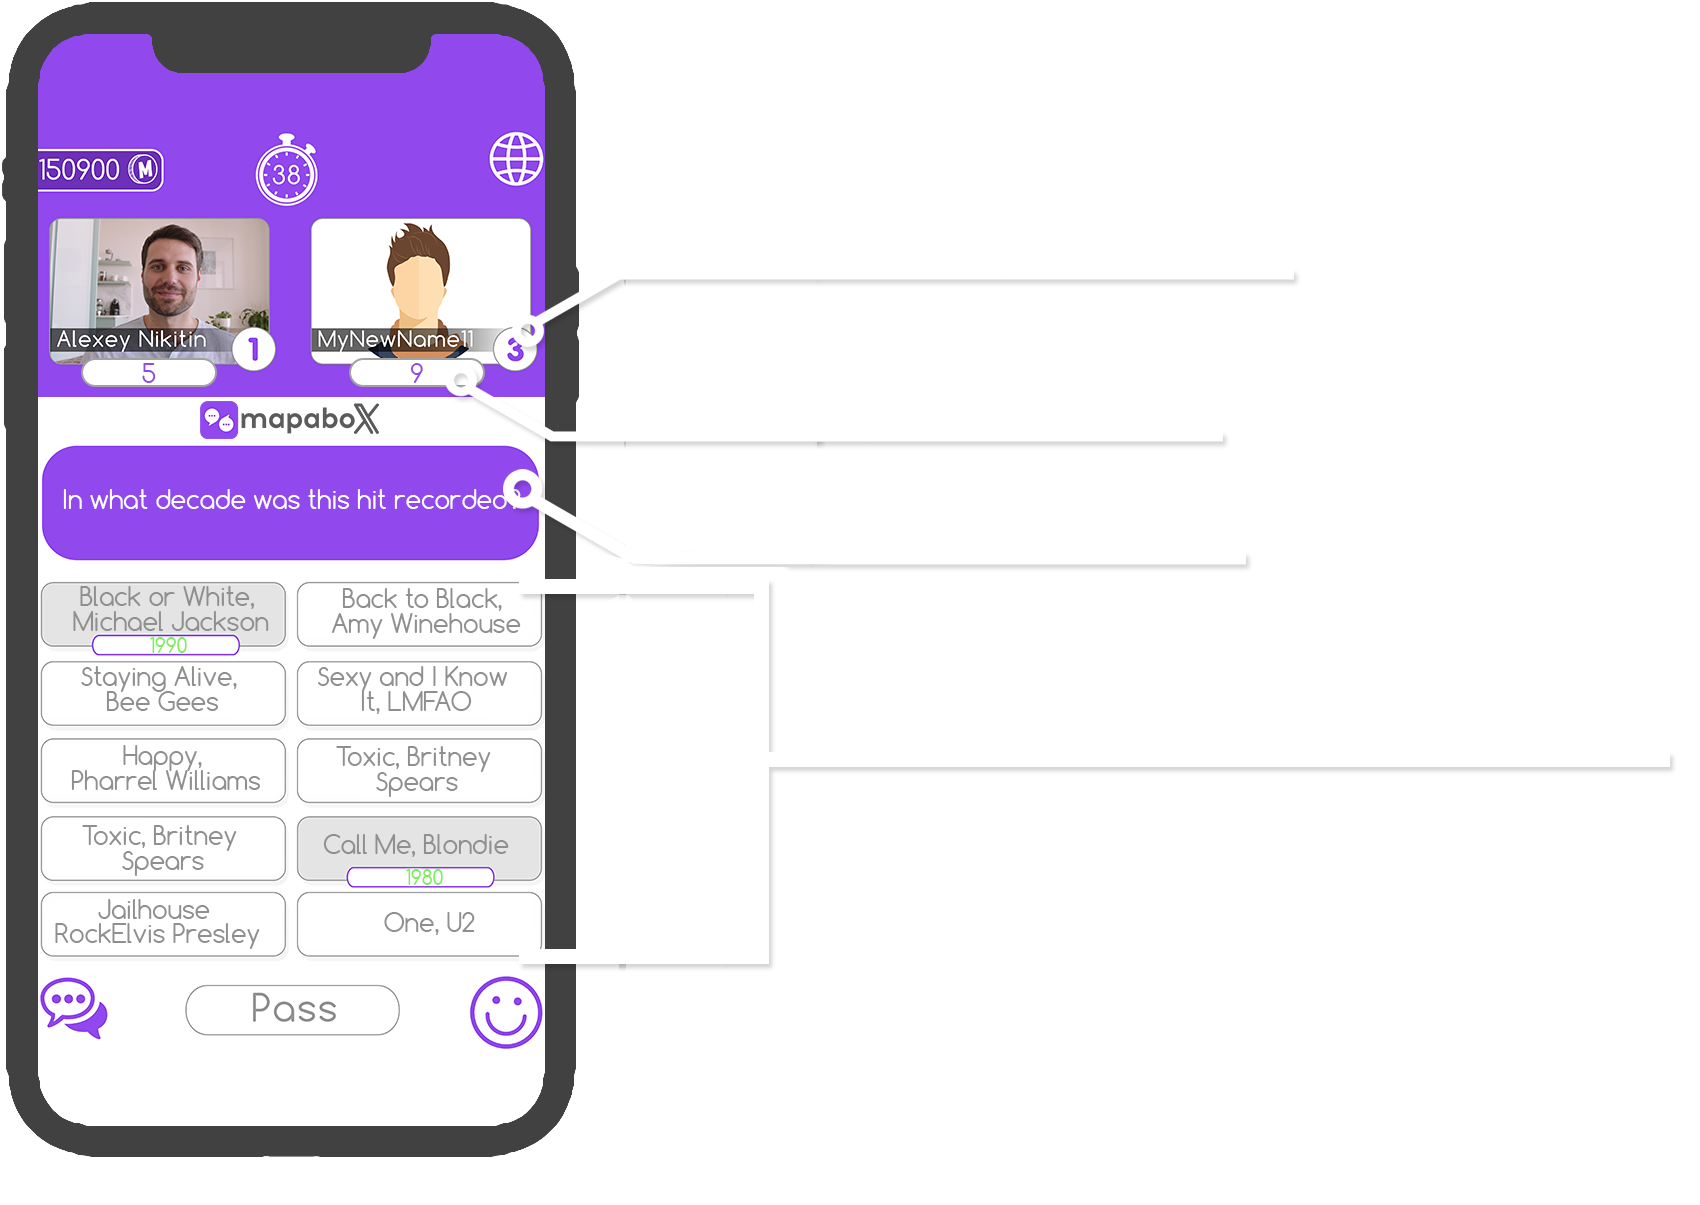 150900 M
38
Alexey Nikitin
1
MyNewName11
3
5
9
mapaboX
In what decade was this hit recorded?
Black or White,
Michael Jackson
1990
Back to Black,
Amy Winehouse
Staying Alive,
Bee Gees
Sexy and I Know
It, LMFAO
Happy,
Pharrel Williams
Toxic, Britney
Spears
Toxic, Britney
Spears
Call Me, Blondie
1980
Jailhouse
RockElvis Presley
One, U2
Pass